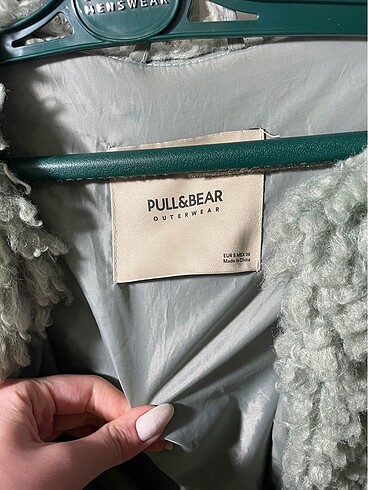 MENSWEAR
PULL&BEAR
OUTERWEAR
EUR S MEX 26
Made in China